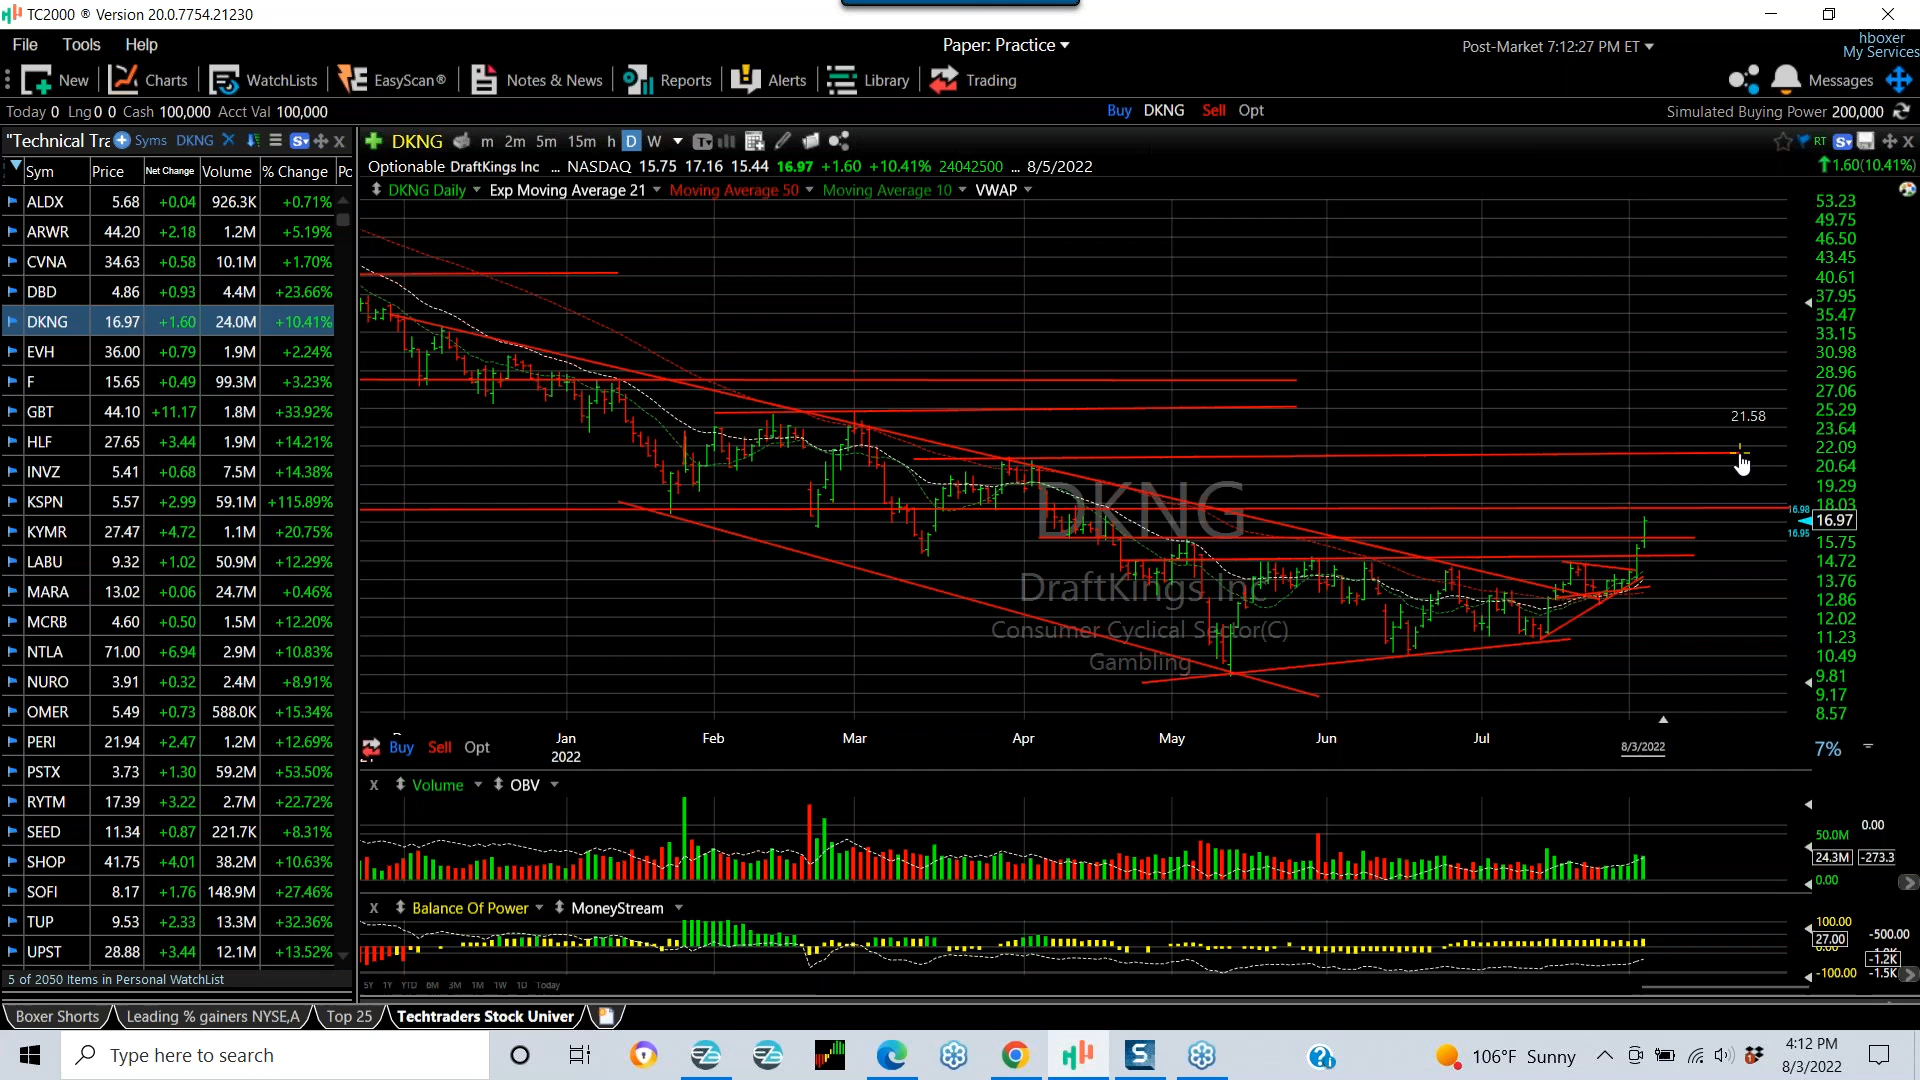 TC2000 ® Version 20.0.7754.21230
File Tools Help
Paper: Practice
Post-Market 7:12:27 PM ET
hboxer
My Services
New Charts WatchLists EasyScan® Notes & News Reports Alerts Library Trading
Messages
Today 0 Lng 0 0 Cash 100,000 Acct Val 100,000
Buy DKNG Sell Opt
Simulated Buying Power 200,000
"Technical Tra Syms DKNG
DKNG m 2m 5m 15m h D W
RT
Optionable DraftKings Inc ... NASDAQ 15.75 17.16 15.44 16.97 +1.60 +10.41% 24042500 ... 8/5/2022
1.60(10.41%)
DKNG Daily Exp Moving Average 21 Moving Average 50 Moving Average 10 VWAP
Sym Price Net Change Volume % Change Pc
ALDX 5.68 +0.04 926.3K +0.71%
ARWR 44.20 +2.18 1.2M +5.19%
CVNA 34.63 +0.58 10.1M +1.70%
DBD 4.86 +0.93 4.4M +23.66%
DKNG 16.97 +1.60 24.0M +10.41%
EVH 36.00 +0.79 1.9M +2.24%
F 15.65 +0.49 99.3M +3.23%
GBT 44.10 +11.17 1.8M +33.92%
HLF 27.65 +3.44 1.9M +14.21%
INVZ 5.41 +0.68 7.5M +14.38%
KSPN 5.57 +2.99 59.1M +115.89%
KYMR 27.47 +4.72 1.1M +20.75%
LABU 9.32 +1.02 50.9M +12.29%
MARA 13.02 +0.06 24.7M +0.46%
MCRB 4.60 +0.50 1.5M +12.20%
NTLA 71.00 +6.94 2.9M +10.83%
NURO 3.91 +0.32 2.4M +8.91%
OMER 5.49 +0.73 588.0K +15.34%
PERI 21.94 +2.47 1.2M +12.69%
PSTX 3.73 +1.30 59.2M +53.50%
RYTM 17.39 +3.22 2.7M +22.72%
SEED 11.34 +0.87 221.7K +8.31%
SHOP 41.75 +4.01 38.2M +10.63%
SOFI 8.17 +1.76 148.9M +27.46%
TUP 9.53 +2.33 13.3M +32.36%
UPST 28.88 +3.44 12.1M +13.52%
5 of 2050 Items in Personal WatchList
53.23
49.75
46.50
43.45
40.61
37.95
35.47
33.15
30.98
28.96
27.06
25.29
23.64
22.09
20.64
19.29
18.03
16.98
16.97
16.95
15.75
14.72
13.76
12.86
12.02
11.23
10.49
9.81
9.17
8.57
21.58
DKNG
DraftKings Inc
Consumer Cyclical Sector(C)
Gambling
Buy Sell Opt
Jan Feb Mar Apr May Jun Jul
2022
8/3/2022
7%
X Volume OBV
50.0M 0.00
24.3M -273.3
0.00
X Balance Of Power MoneyStream
100.00 -500.00
27.00
-1.2K
-100.00 -1.5K
5Y 1Y YTD 6M 3M 1M 1W 1D Today
Boxer Shorts Leading % gainers NYSE,A Top 25 Techtraders Stock Univer
Type here to search
106°F Sunny
4:12 PM
8/3/2022